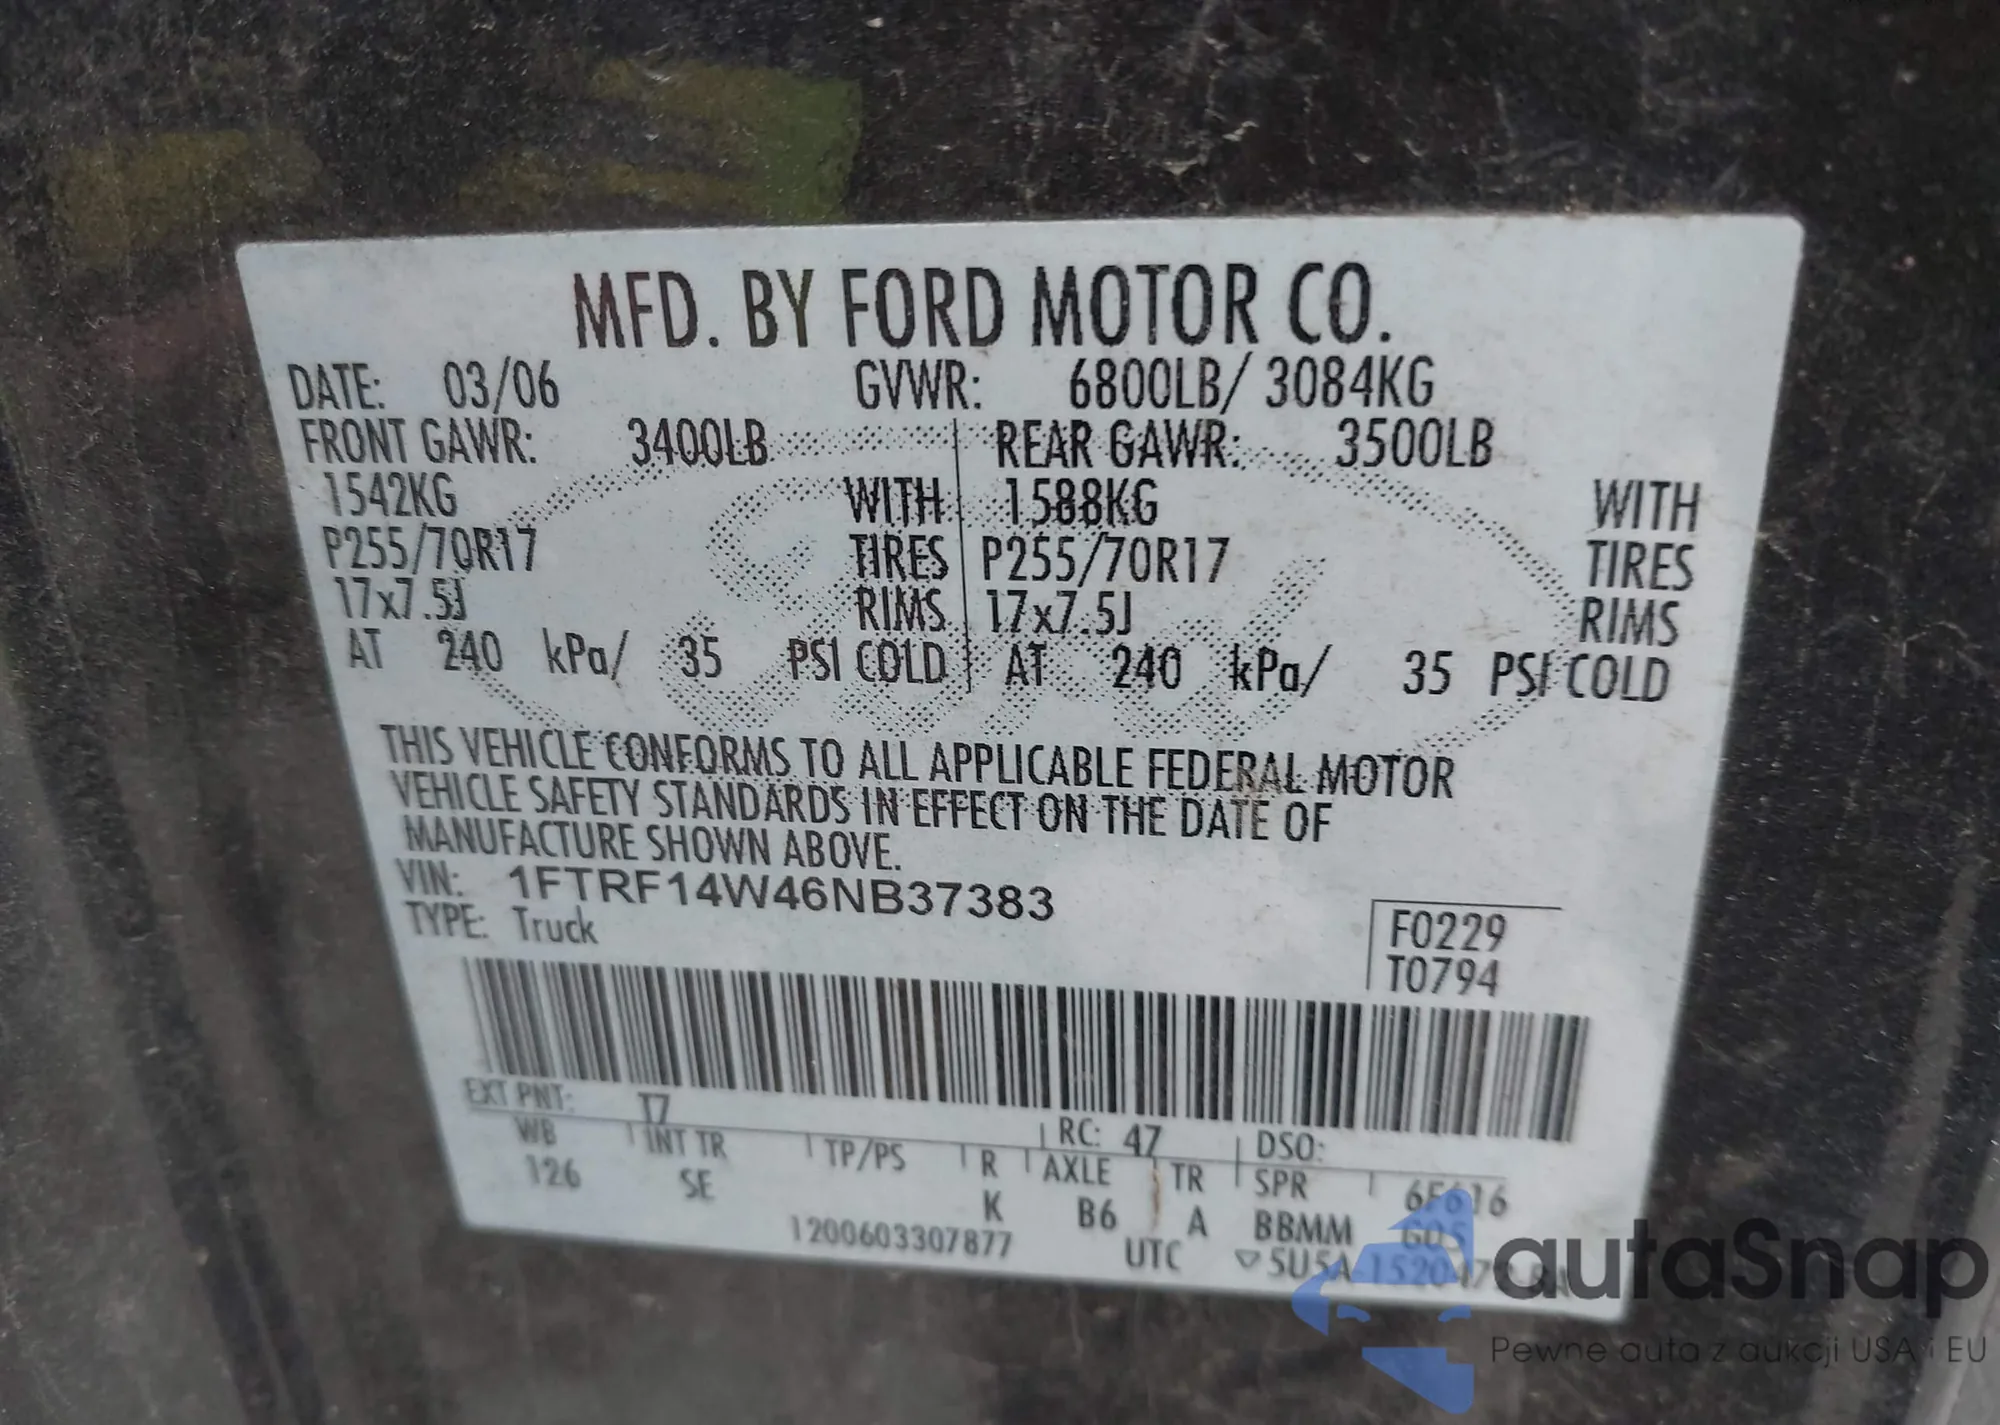 MFD. BY FORD MOTOR CO.
DATE: 03/06 GVWR: 6800LB/ 3084KG
FRONT GAWR: 3400LB REAR GAWR: 3500LB
1542KG WITH 1588KG WITH
P255/70R17 TIRES P255/70R17 TIRES
17x7.5J RIMS 17x7.5J RIMS
AT 240 kPa/ 35 PSI COLD AT 240 kPa/ 35 PSI COLD
THIS VEHICLE CONFORMS TO ALL APPLICABLE FEDERAL MOTOR
VEHICLE SAFETY STANDARDS IN EFFECT ON THE DATE OF
MANUFACTURE SHOWN ABOVE.
VIN: 1FTRF14W46NB37383
TYPE: Truck
F0229
T0794
EXT PNT: T7 RC: 47 DSO:
WB INT TR TP/PS R AXLE TR SPR 6F616
126 SE K B6 A BBMM G05
1200603307877 UTC ▽5U5A
autaSnap
Pewne auta z aukcji USA i EU